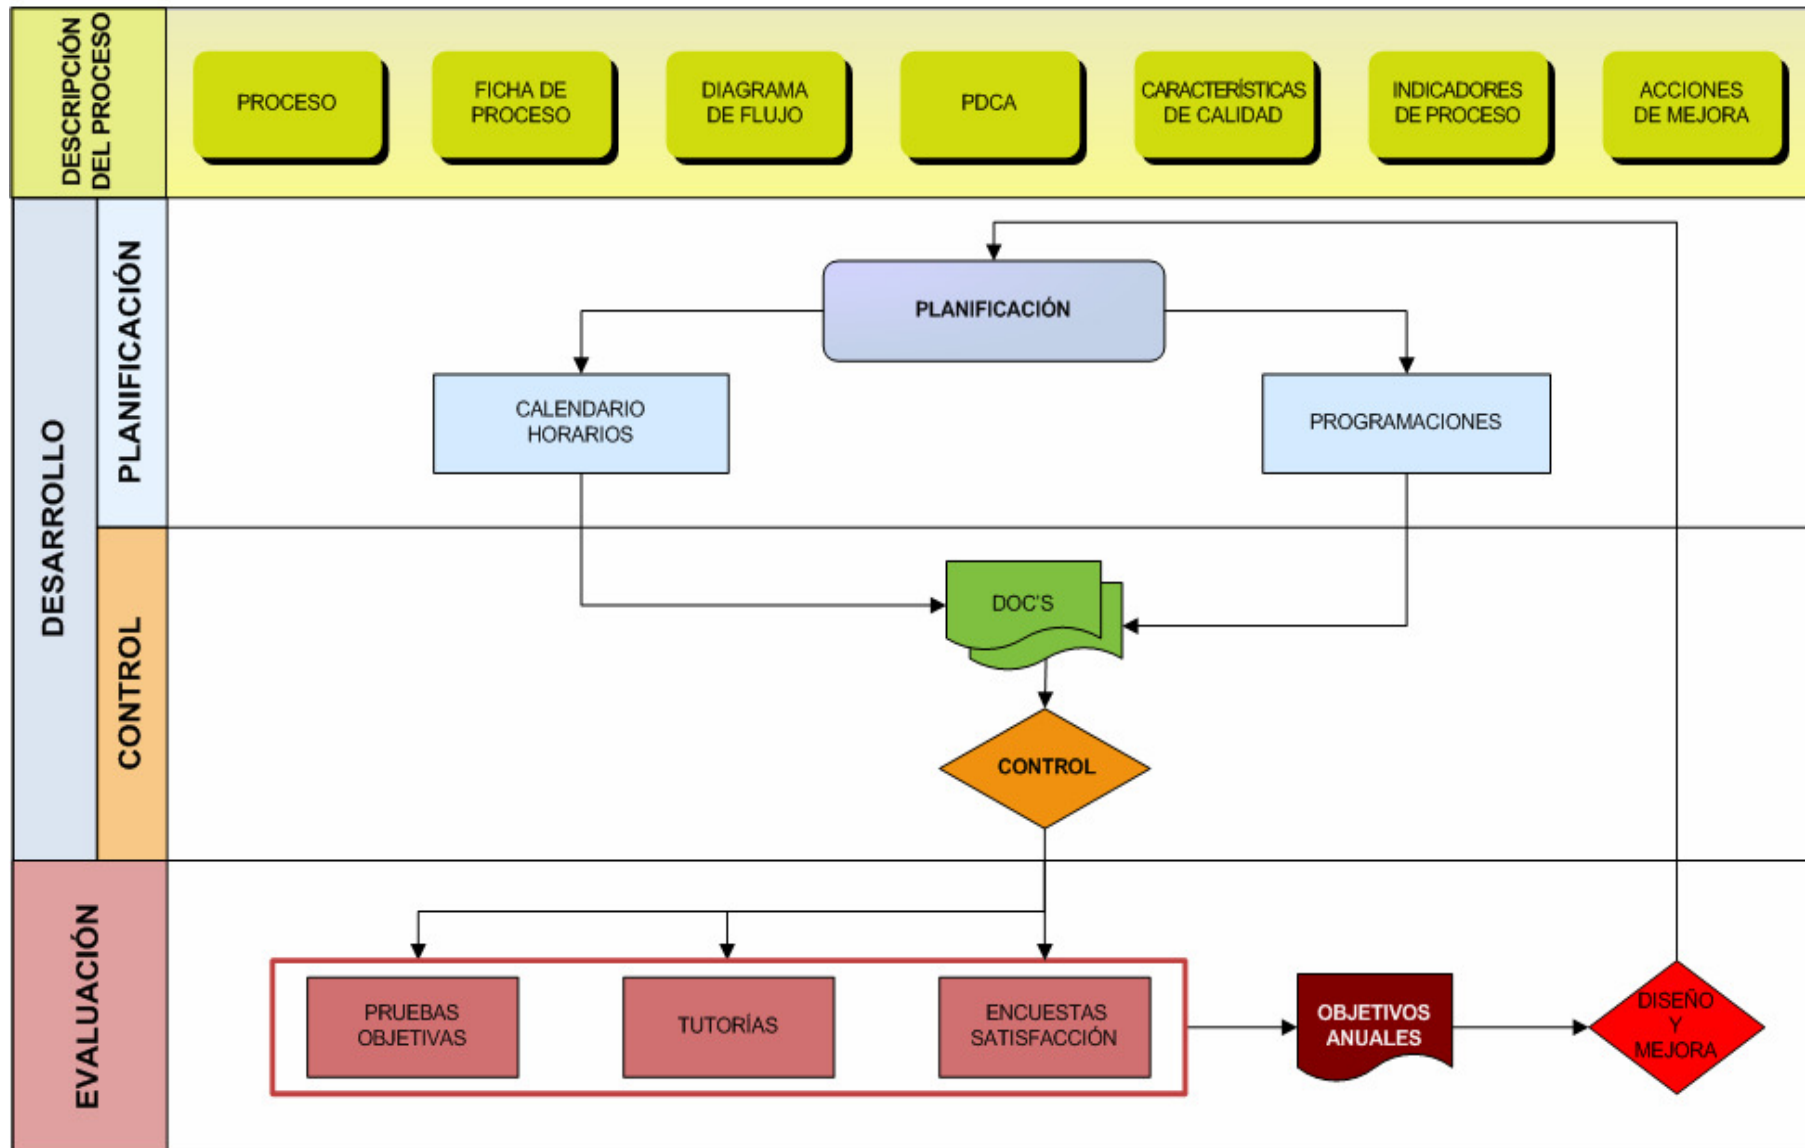 DESCRIPCIÓN
DEL PROCESO
PROCESO
FICHA DE
PROCESO
DIAGRAMA
DE FLUJO
PDCA
CARACTERÍSTICAS
DE CALIDAD
INDICADORES
DE PROCESO
ACCIONES
DE MEJORA
DESARROLLO
PLANIFICACIÓN
PLANIFICACIÓN
CALENDARIO
HORARIOS
PROGRAMACIONES
CONTROL
DOC'S
CONTROL
EVALUACIÓN
PRUEBAS
OBJETIVAS
TUTORÍAS
ENCUESTAS
SATISFACCIÓN
OBJETIVOS
ANUALES
DISEÑO
Y
MEJORA